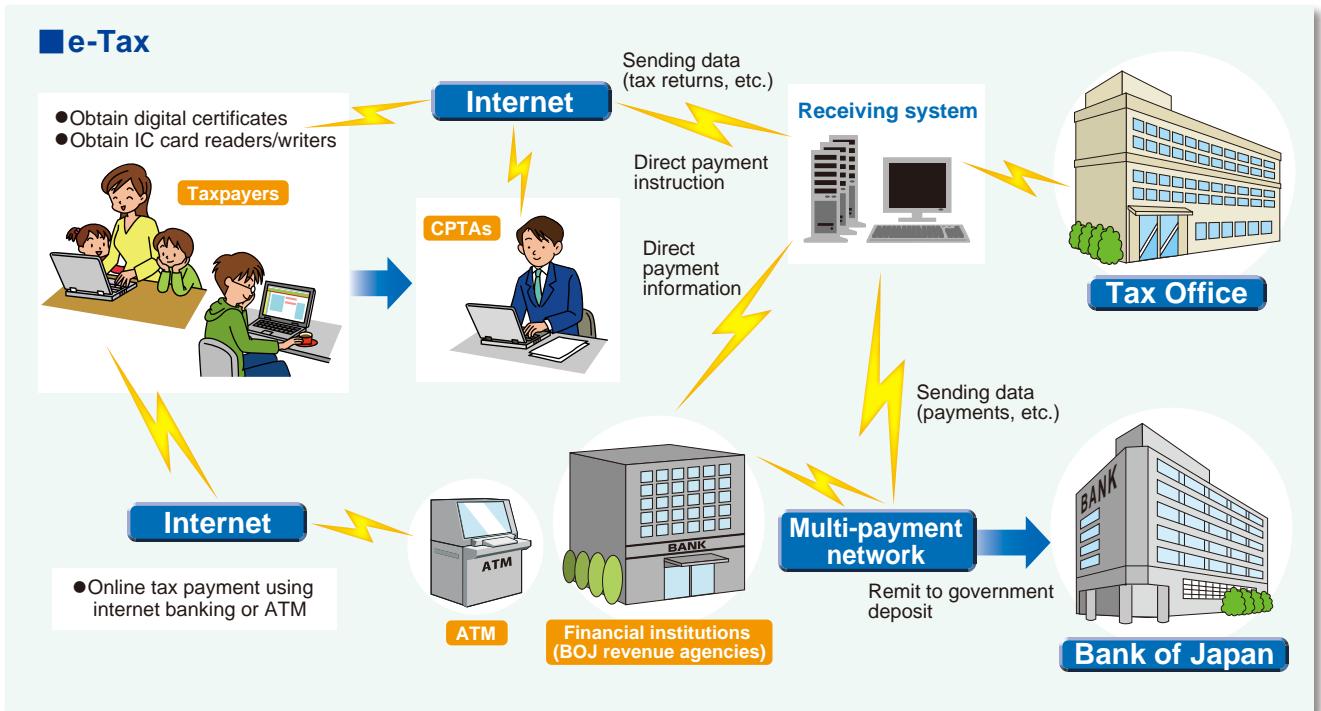 ■e-Tax
●Obtain digital certificates
●Obtain IC card readers/writers
Taxpayers
Internet
CPTAs
Sending data
(tax returns, etc.)
Direct payment
instruction
Receiving system
Tax Office
Direct
payment
information
Sending data
(payments, etc.)
Internet
●Online tax payment using
internet banking or ATM
ATM
ATM
BANK
Financial institutions
(BOJ revenue agencies)
Multi-payment
network
Remit to government
deposit
BANK
Bank of Japan